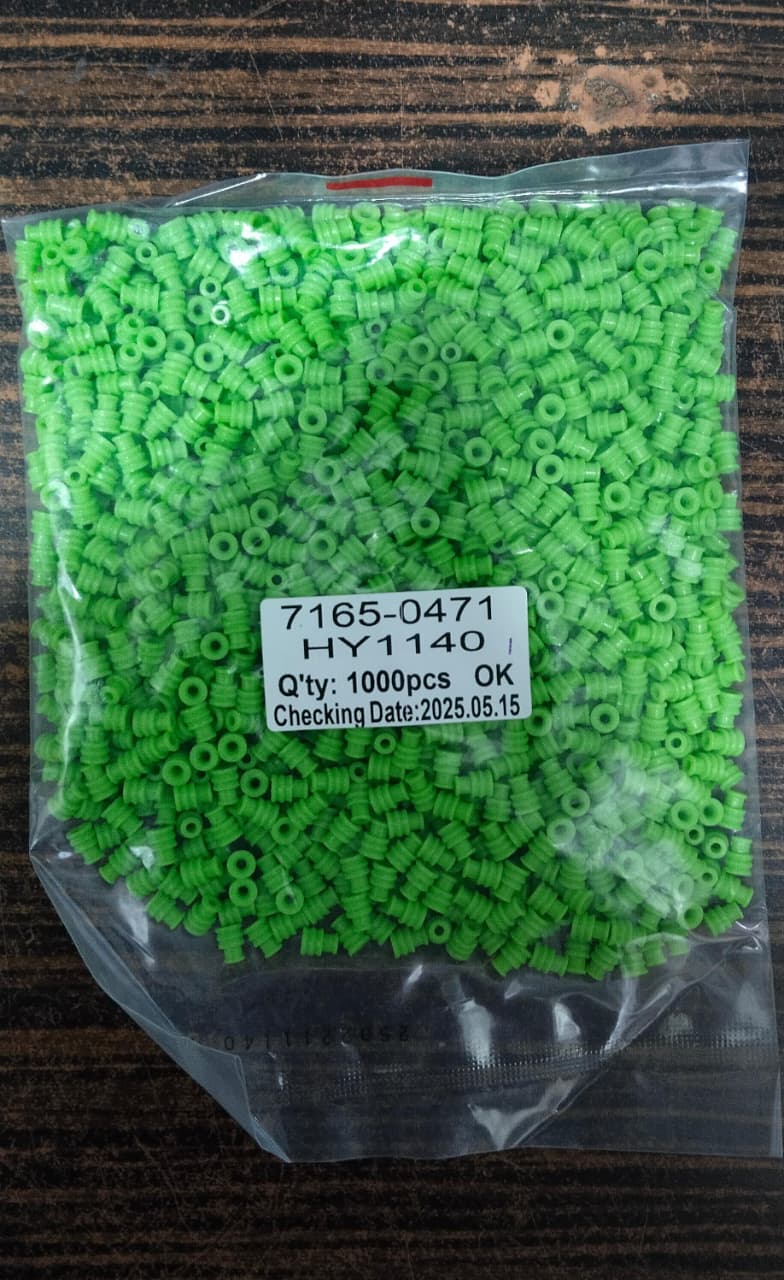 7165-0471
HY1140
Q'ty: 1000pcs OK
Checking Date:2025.05.15